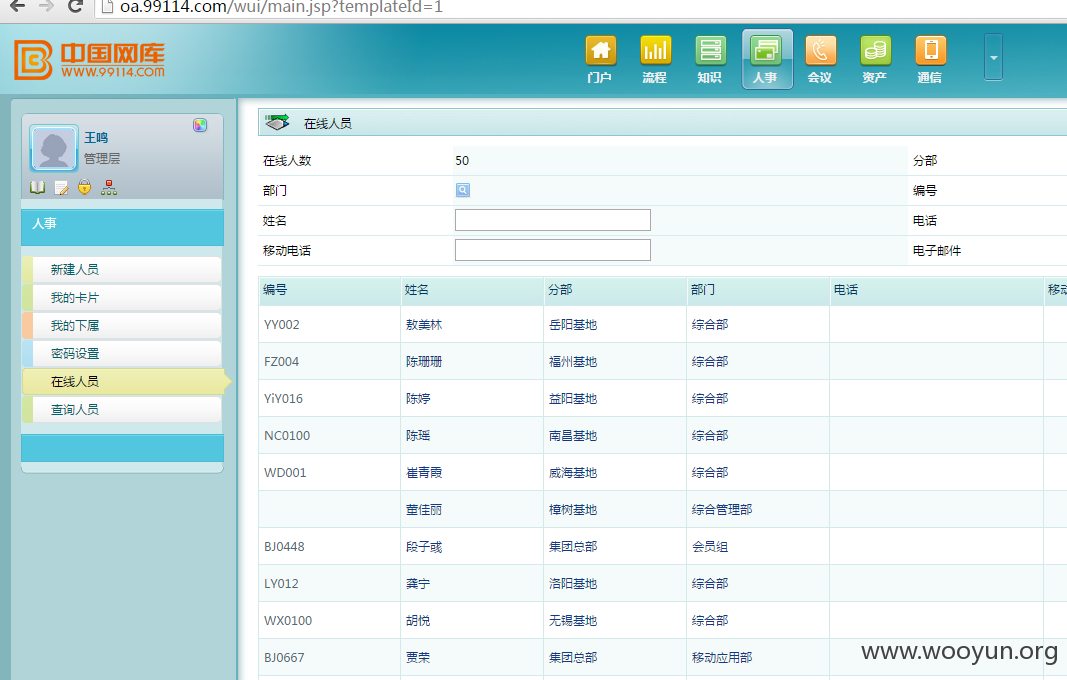 oa.99114.com/wui/main.jsp?templateId=1
中国网库
www.99114.com
门户 流程 知识 人事 会议 资产 通信
王鸣
管理层
人事
新建人员
我的卡片
我的下属
密码设置
在线人员
查询人员
在线人员
在线人数 50 分部
部门 编号
姓名 电话
移动电话 电子邮件
编号 姓名 分部 部门 电话 移动
YY002 敖美林 岳阳基地 综合部
FZ004 陈珊珊 福州基地 综合部
YiY016 陈婷 益阳基地 综合部
NC0100 陈瑶 南昌基地 综合部
WD001 崔青霞 威海基地 综合部
董佳丽 樟树基地 综合管理部
BJ0448 段子彧 集团总部 会员组
LY012 龚宁 洛阳基地 综合部
WX0100 胡悦 无锡基地 综合部
BJ0667 贾荣 集团总部 移动应用部
www.wooyun.org